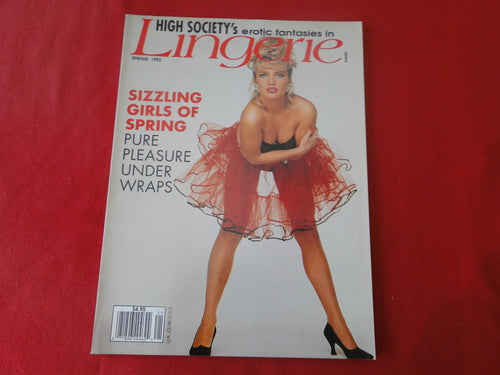 HIGH SOCIETY's erotic fantasies in
Lingerie
SPRING 1992
SIZZLING
GIRLS OF
SPRING
PURE
PLEASURE
UNDER
WRAPS
$4.95